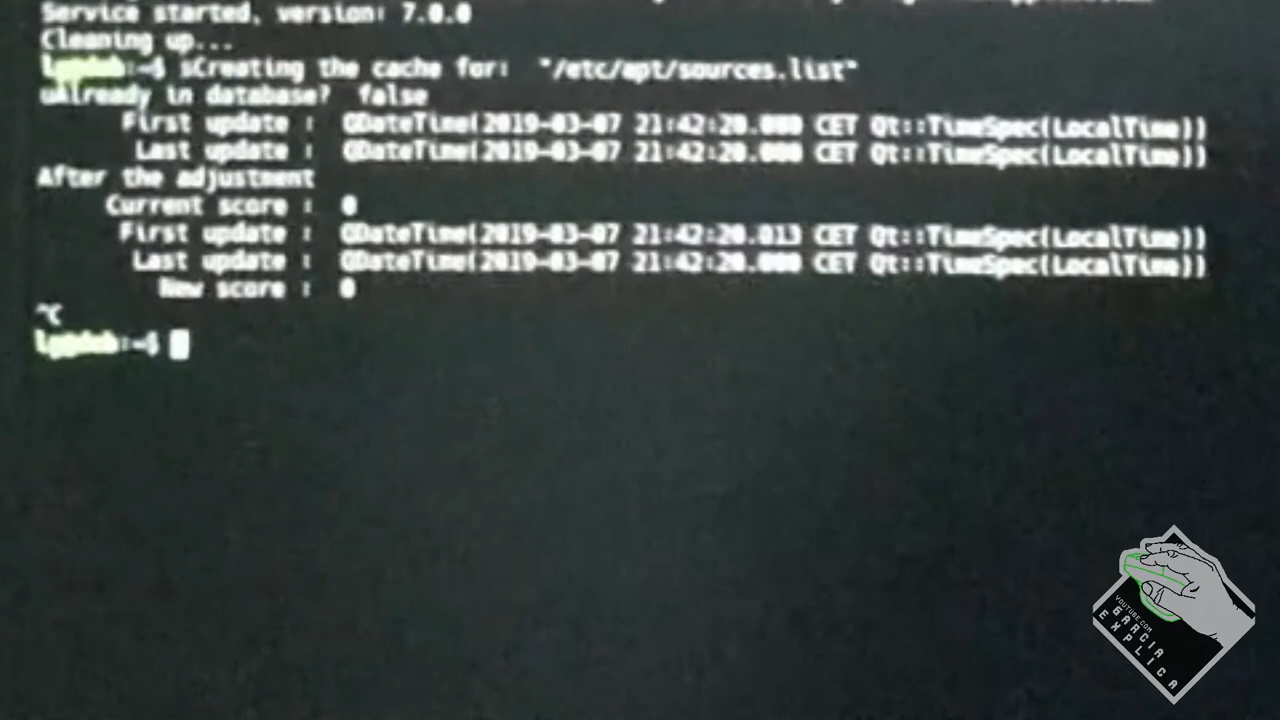 Service started, version: 7.0.0
Cleaning up...
:~$ sCreating the cache for: "/etc/apt/sources.list"
uAlready in database? false
First update : QDateTime(2019-03-07 21:42:20.000 CET Qt::TimeSpec(LocalTime))
Last update : QDateTime(2019-03-07 21:42:20.000 CET Qt::TimeSpec(LocalTime))
After the adjustment
Current score : 0
First update : QDateTime(2019-03-07 21:42:20.013 CET Qt::TimeSpec(LocalTime))
Last update : QDateTime(2019-03-07 21:42:20.000 CET Qt::TimeSpec(LocalTime))
New score : 0
^C
:~$
YOUTUBE.COM
GARCIA
EXPLICA